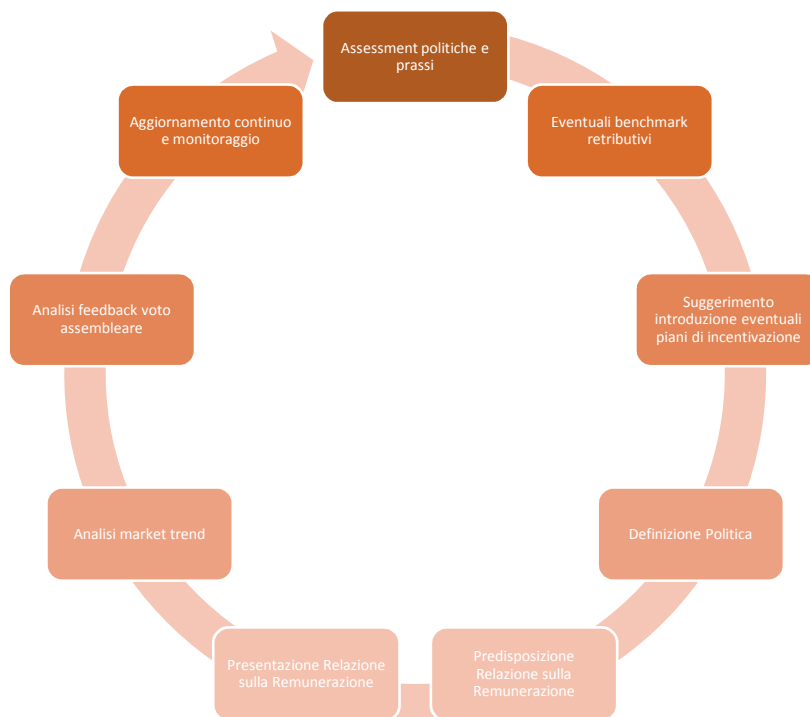 Assessment politiche e
prassi
Eventuali benchmark
retributivi
Suggerimento
introduzione eventuali
piani di incentivazione
Definizione Politica
Predisposizione
Relazione sulla
Remunerazione
Presentazione Relazione
sulla Remunerazione
Analisi market trend
Analisi feedback voto
assembleare
Aggiornamento continuo
e monitoraggio